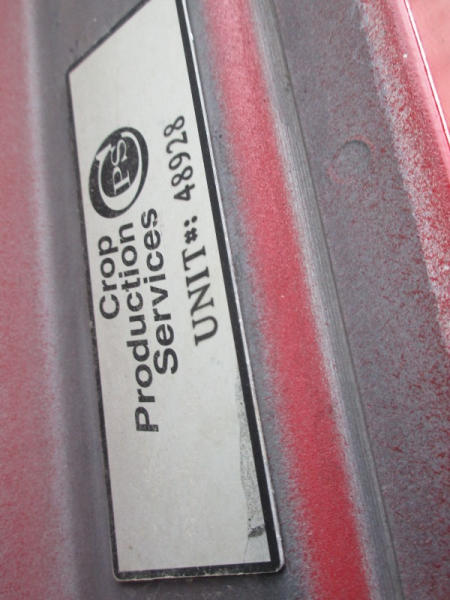 CPS
Crop
Production
Services
UNIT#: 48928